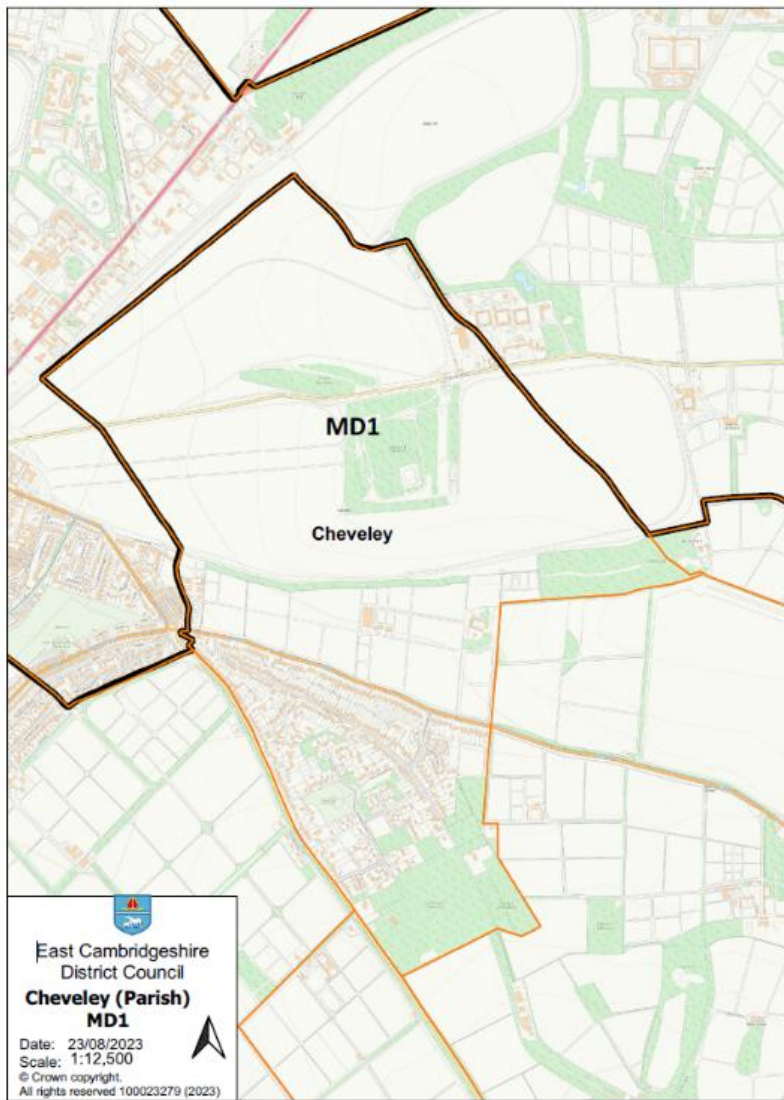 MD1
Cheveley
East Cambridgeshire
District Council
Cheveley (Parish)
MD1
Date: 23/08/2023
Scale: 1:12,500
© Crown copyright.
All rights reserved 100023279 (2023)